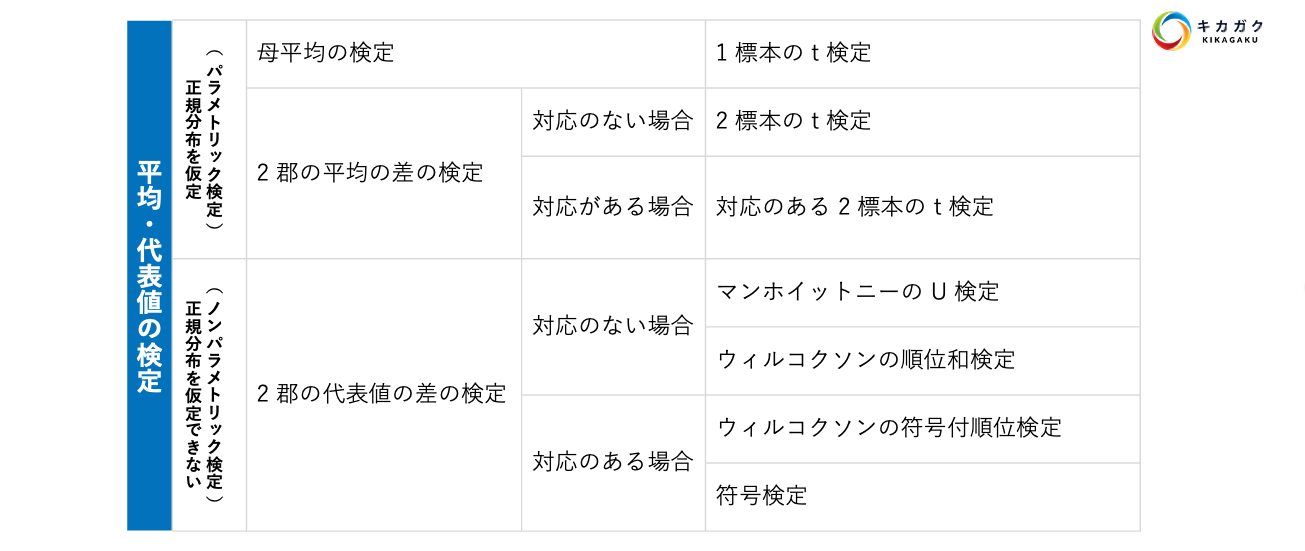 キカガク
KIKAGAKU
平均・代表値の検定
正規分布を仮定
（パラメトリック検定）
母平均の検定
1 標本の t 検定
2 郡の平均の差の検定
対応のない場合
2 標本の t 検定
対応がある場合
対応のある 2 標本の t 検定
正規分布を仮定できない
（ノンパラメトリック検定）
2 郡の代表値の差の検定
対応のない場合
マンホイットニーの U 検定
ウィルコクソンの順位和検定
対応のある場合
ウィルコクソンの符号付順位検定
符号検定